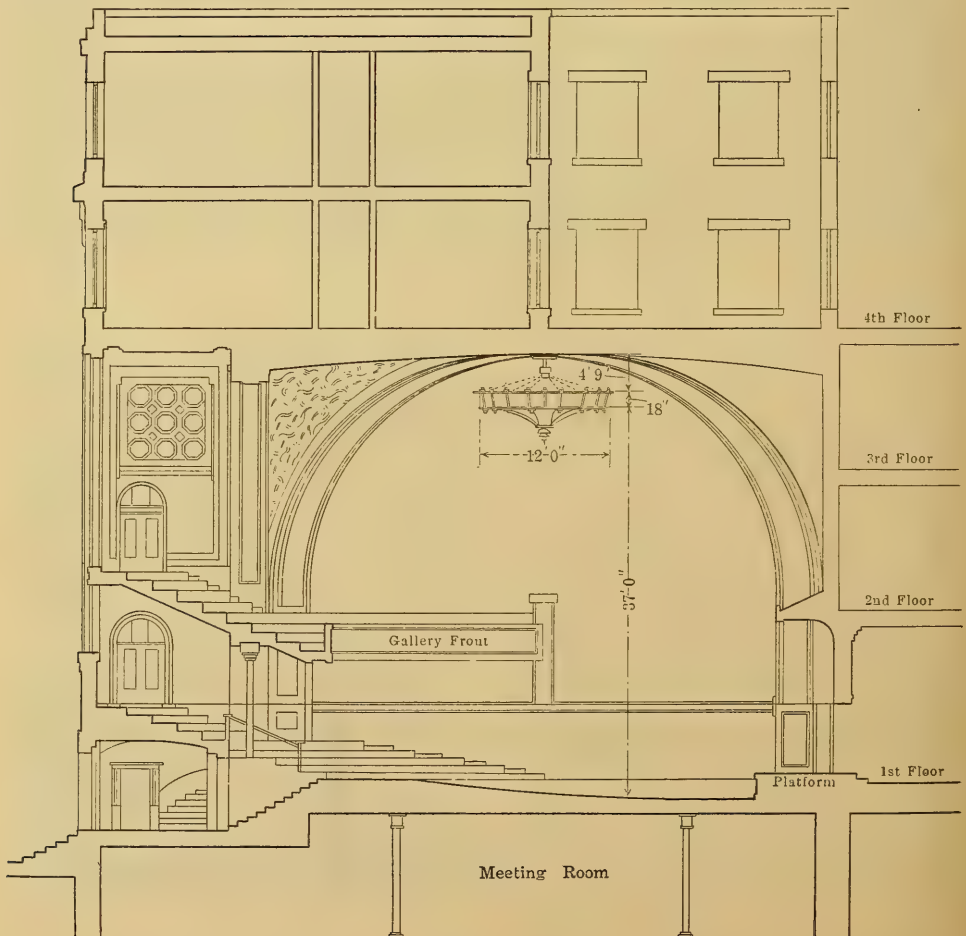 4th Floor
4' 9"
18"
12'-0"
3rd Floor
37'-0"
2nd Floor
Gallery Front
1st Floor
Platform
Meeting Room